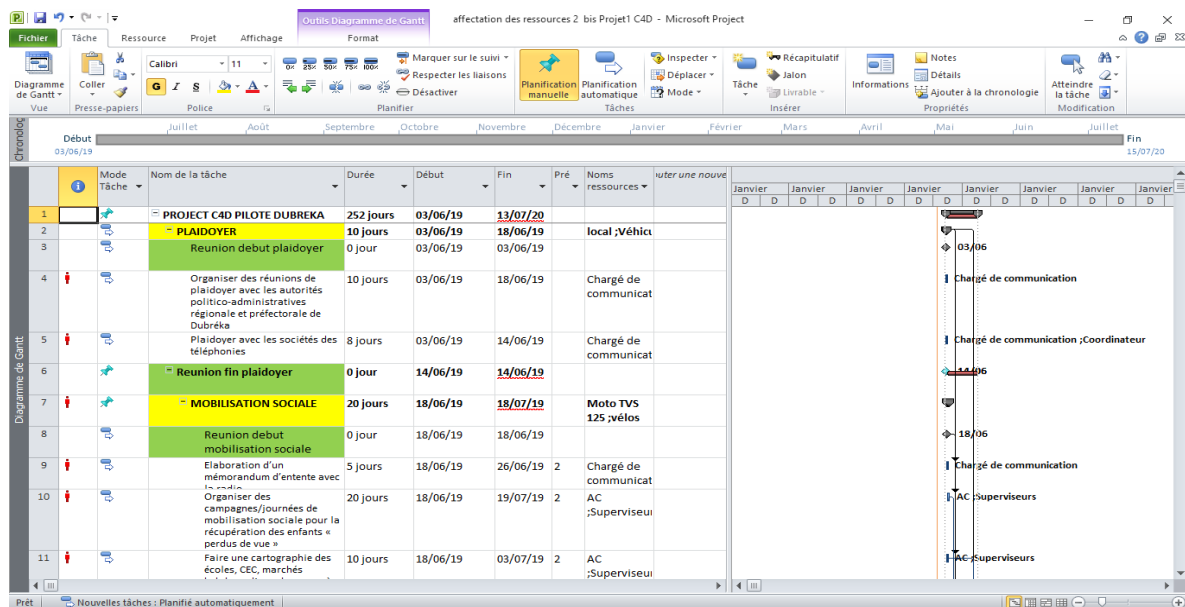 Outils Diagramme de Gantt
affectation des ressources 2 bis Projet1 C4D - Microsoft Project
Fichier Tâche Ressource Projet Affichage Format
Diagramme de Gantt
Vue
Coller
Presse-papiers
Calibri 11
G I S A
Police
0% 25% 50% 75% 100%
Marquer sur le suivi
Respecter les liaisons
Désactiver
Planifier
Planification manuelle
Planification automatique
Inspecter
Déplacer
Mode
Tâches
Tâche
Récapitulatif
Jalon
Livrable
Insérer
Informations
Notes
Détails
Ajouter à la chronologie
Propriétés
Atteindre la tâche
Modification
Chronolog
Juillet Août Septembre Octobre Novembre Décembre Janvier Février Mars Avril Mai Juin Juillet
Début
03/06/19
Fin
15/07/20
Diagramme de Gantt
Mode Tâche Nom de la tâche Durée Début Fin Pré Noms ressources uter une nouve
Janvier Janvier Janvier Janvier Janvier Janvier Janvier Janvier
D D D D D D D D D D D D D D D
1 PROJECT C4D PILOTE DUBREKA 252 jours 03/06/19 13/07/20
2 PLAIDOYER 10 jours 03/06/19 18/06/19 local ;Véhicu
3 Reunion debut plaidoyer 0 jour 03/06/19 03/06/19
03/06
4 Organiser des réunions de 10 jours 03/06/19 18/06/19 Chargé de
plaidoyer avec les autorités communicat
politico-administratives
régionale et préfectorale de
Dubréka
Chargé de communication
5 Plaidoyer avec les sociétés des 8 jours 03/06/19 14/06/19 Chargé de
téléphonies communicat
Chargé de communication ;Coordinateur
6 Reunion fin plaidoyer 0 jour 14/06/19 14/06/19
14/06
7 MOBILISATION SOCIALE 20 jours 18/06/19 18/07/19 Moto TVS
125 ;vélos
8 Reunion debut 0 jour 18/06/19 18/06/19
mobilisation sociale
18/06
9 Elaboration d'un 5 jours 18/06/19 26/06/19 2 Chargé de
mémorandum d'entente avec communicat
la radio
Chargé de communication
10 Organiser des 20 jours 18/06/19 19/07/19 2 AC
campagnes/journées de ;Superviseu
mobilisation sociale pour la
récupération des enfants «
perdus de vue »
AC ;Superviseurs
11 Faire une cartographie des 10 jours 18/06/19 03/07/19 2 AC
écoles, CEC, marchés ;Superviseu
AC ;Superviseurs
Prêt Nouvelles tâches : Planifié automatiquement